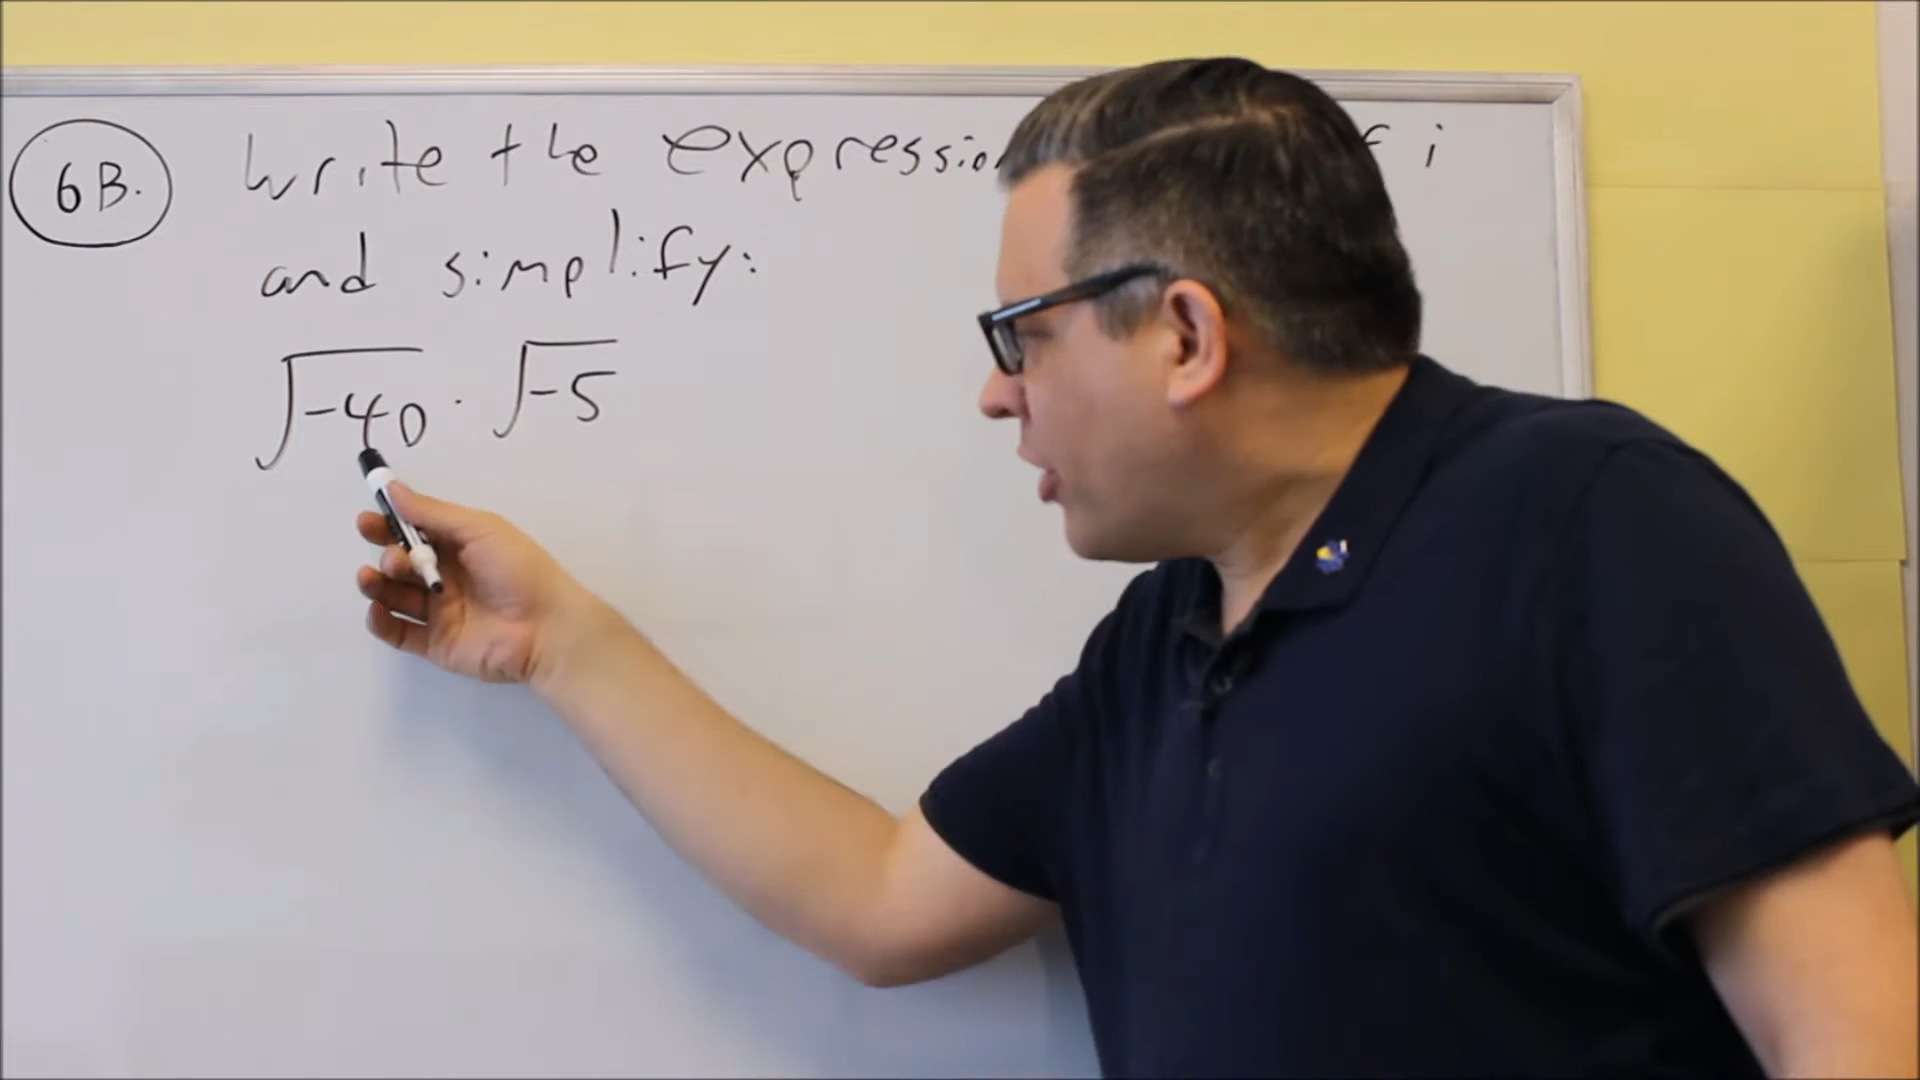 6B. Write the expression f i
and simplify:
√-40 · √-5